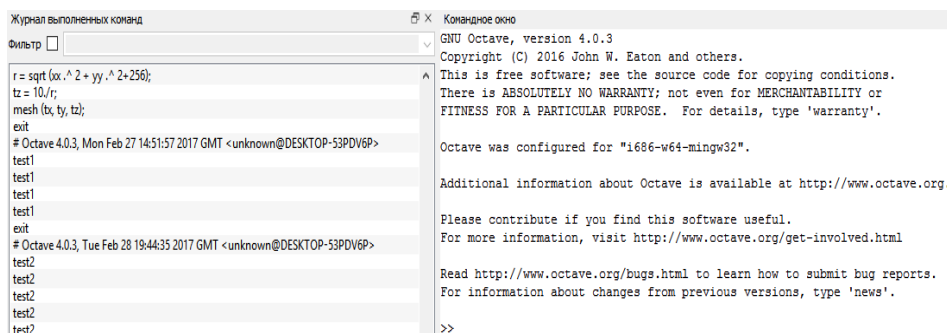 Журнал выполненных команд
Фильтр
r = sqrt (xx .^ 2 + yy .^ 2+256);
tz = 10./r;
mesh (tx, ty, tz);
exit
# Octave 4.0.3, Mon Feb 27 14:51:57 2017 GMT <unknown@DESKTOP-53PDV6P>
test1
test1
test1
test1
exit
# Octave 4.0.3, Tue Feb 28 19:44:35 2017 GMT <unknown@DESKTOP-53PDV6P>
test2
test2
test2
test2
test2
Командное окно
GNU Octave, version 4.0.3
Copyright (C) 2016 John W. Eaton and others.
This is free software; see the source code for copying conditions.
There is ABSOLUTELY NO WARRANTY; not even for MERCHANTABILITY or
FITNESS FOR A PARTICULAR PURPOSE.  For details, type 'warranty'.
Octave was configured for "i686-w64-mingw32".
Additional information about Octave is available at http://www.octave.org.
Please contribute if you find this software useful.
For more information, visit http://www.octave.org/get-involved.html
Read http://www.octave.org/bugs.html to learn how to submit bug reports.
For information about changes from previous versions, type 'news'.
>>